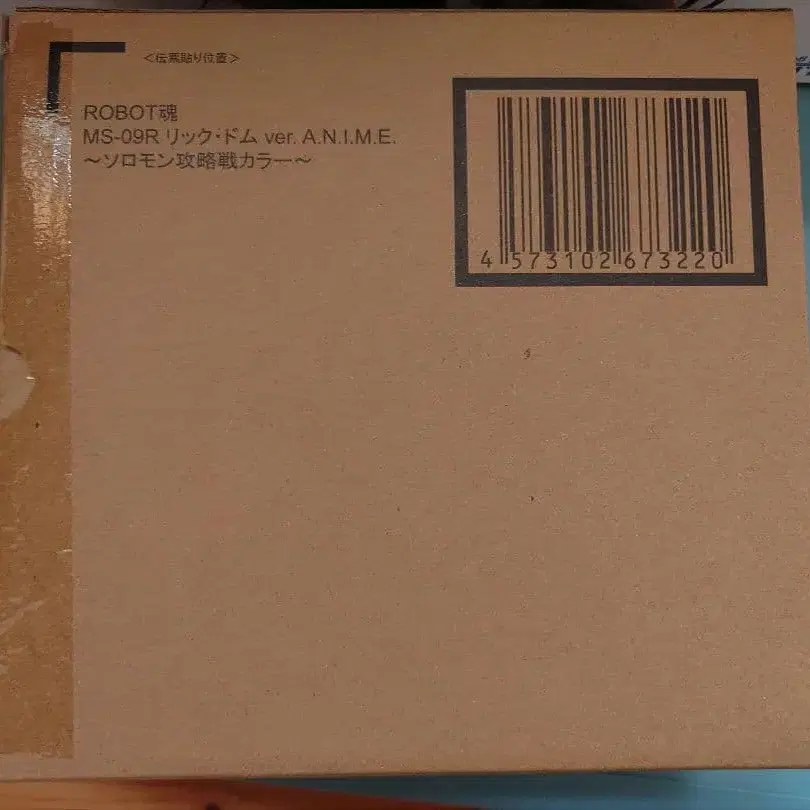 <伝票貼り位置>
ROBOT魂
MS-09R リック・ドム ver. A.N.I.M.E.
～ソロモン攻略戦カラー～
4 573102 673220